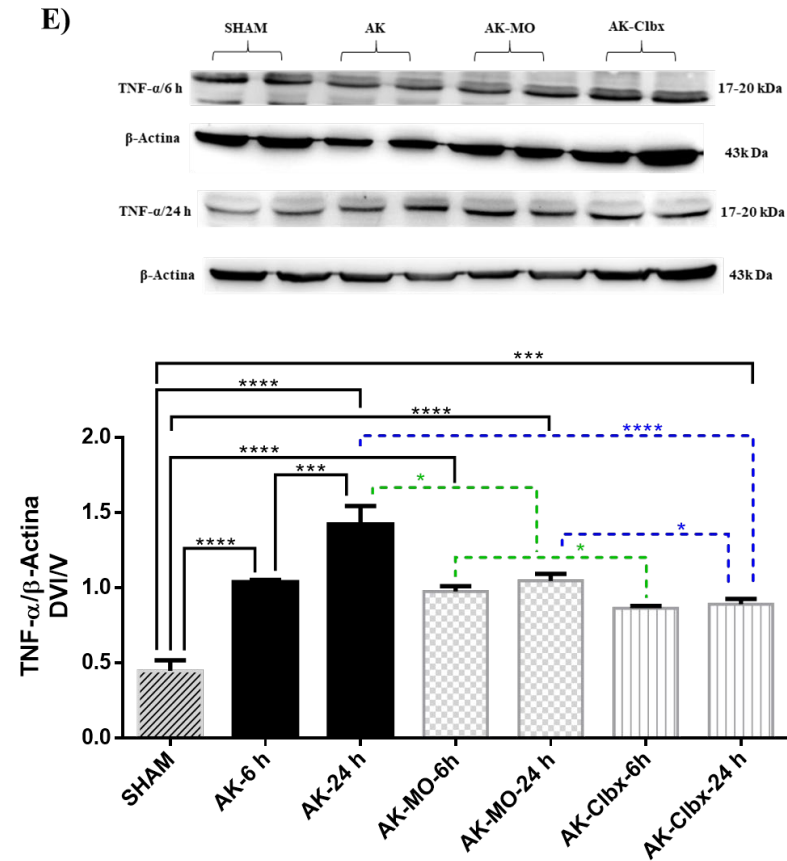 E)
SHAM AK AK-MO AK-Clbx
TNF-α/6 h 17-20 kDa
β-Actina 43k Da
TNF-α/24 h 17-20 kDa
β-Actina 43k Da
***
****
****
****
****
***
*
****
*
*
2.0
1.5
1.0
0.5
0.0
TNF-α/β-Actina
DVI/V
SHAM
AK-6 h
AK-24 h
AK-MO-6h
AK-MO-24 h
AK-Clbx-6h
AK-Clbx-24 h